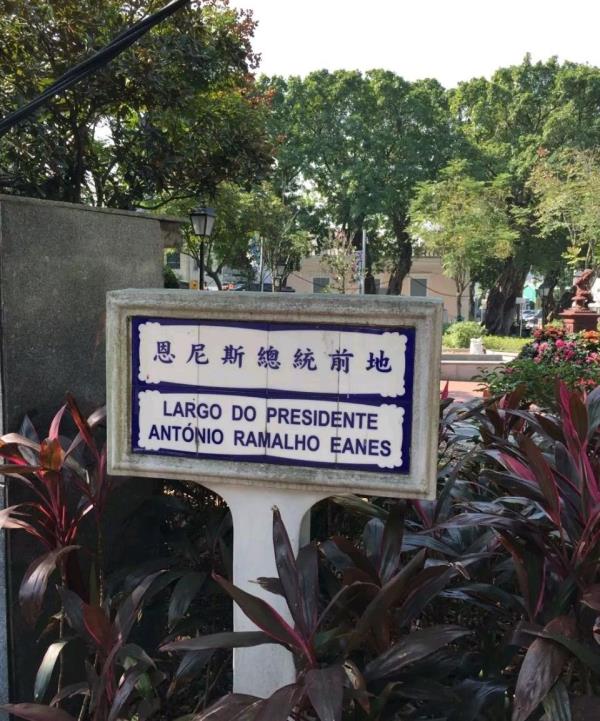 恩尼斯總統前地
LARGO DO PRESIDENTE
ANTÓNIO RAMALHO EANES